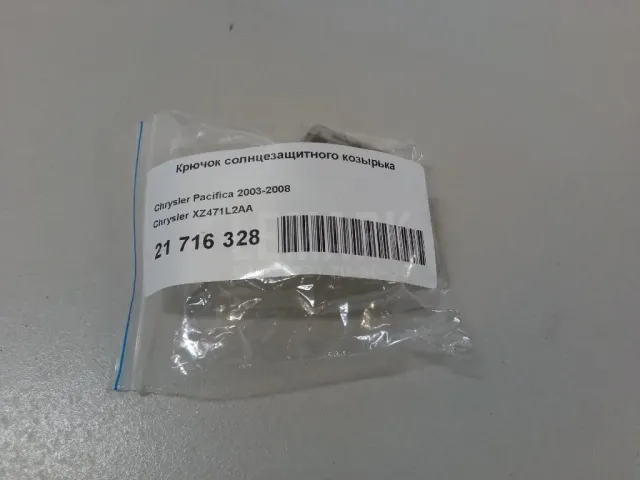 Крючок солнцезащитного козырька
Chrysler Pacifica 2003-2008
Chrysler XZ471L2AA
21 716 328